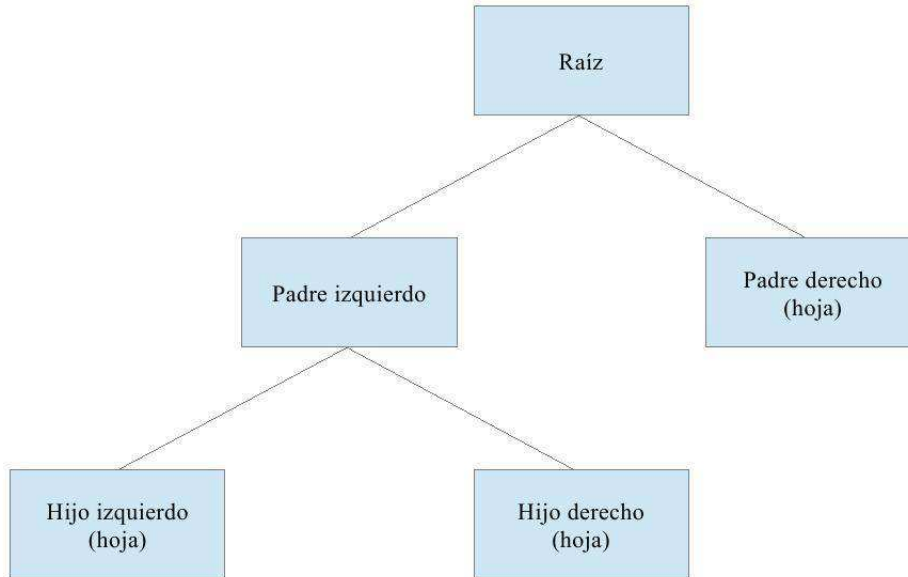 Raíz
Padre izquierdo
Padre derecho
(hoja)
Hijo izquierdo
(hoja)
Hijo derecho
(hoja)